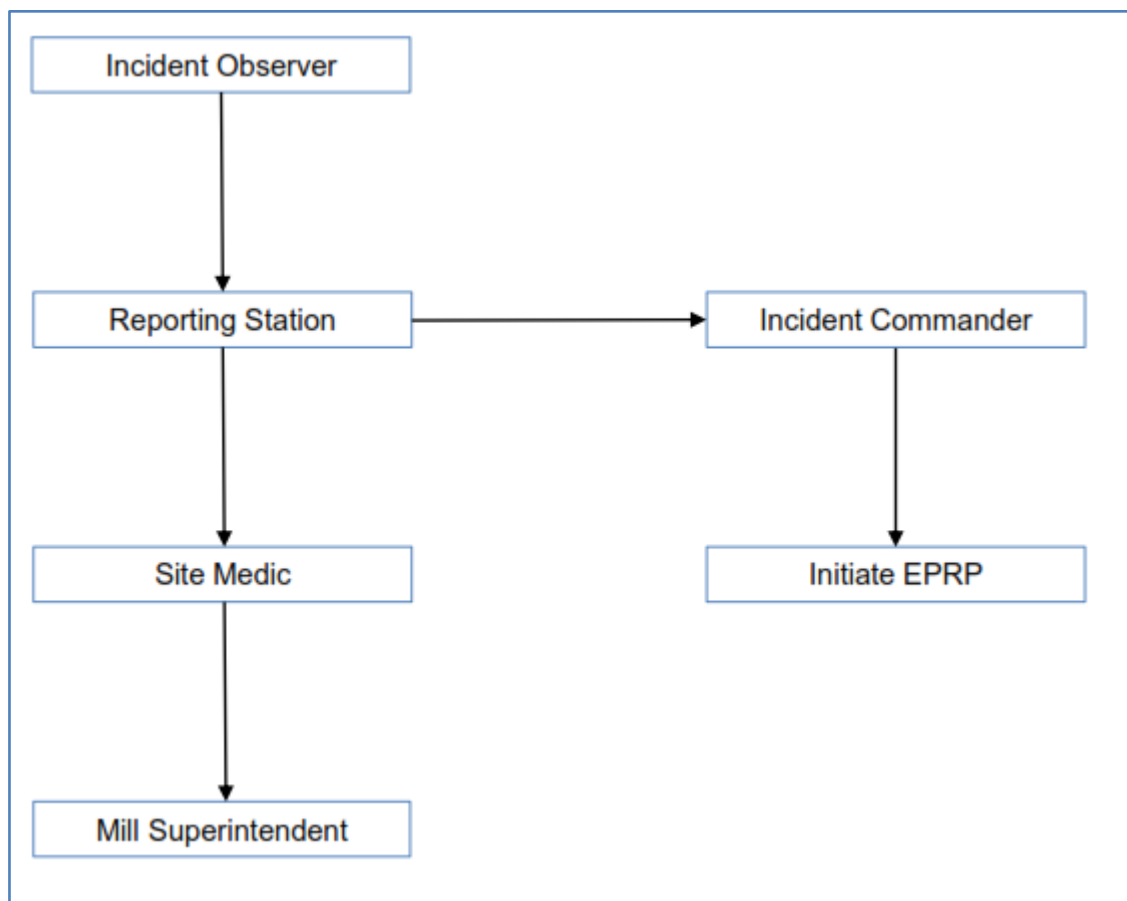 Incident Observer
Reporting Station
Incident Commander
Site Medic
Initiate EPRP
Mill Superintendent